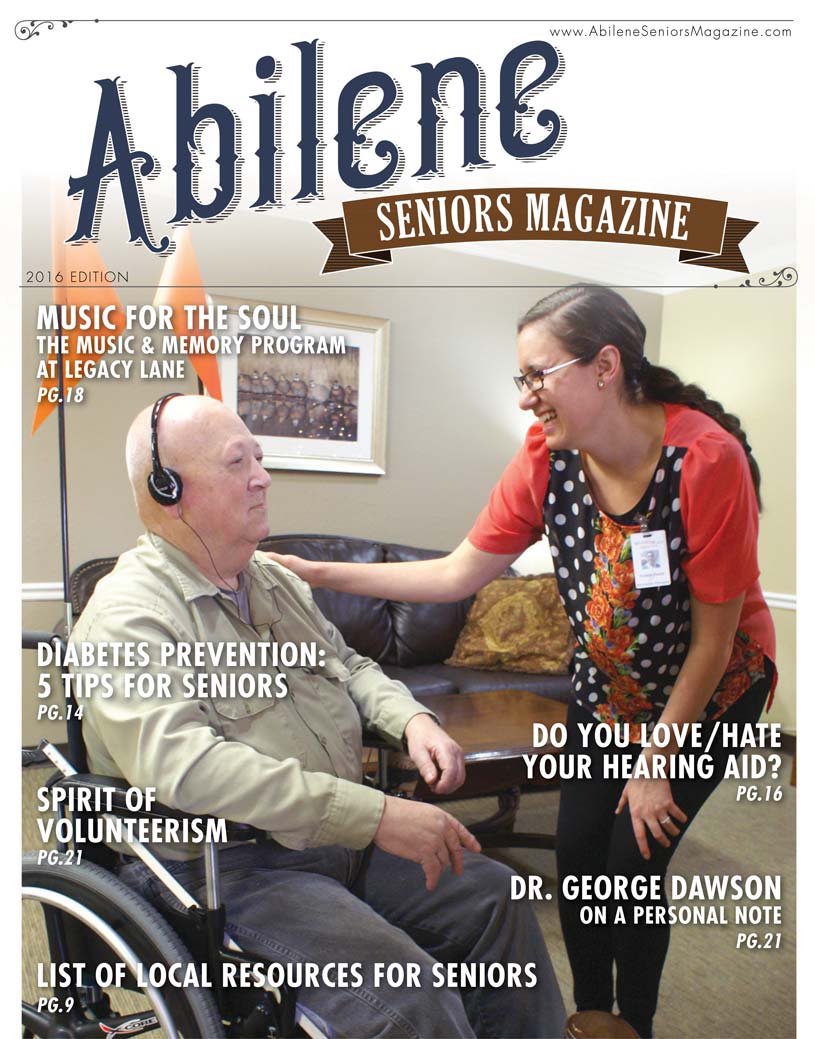 www.AbileneSeniorsMagazine.com
Abilene
SENIORS MAGAZINE
2016 EDITION
MUSIC FOR THE SOUL
THE MUSIC & MEMORY PROGRAM
AT LEGACY LANE
PG.18
DIABETES PREVENTION:
5 TIPS FOR SENIORS
PG.14
DO YOU LOVE/HATE
YOUR HEARING AID?
PG.16
SPIRIT OF
VOLUNTEERISM
PG.21
DR. GEORGE DAWSON
ON A PERSONAL NOTE
PG.21
LIST OF LOCAL RESOURCES FOR SENIORS
PG.9
CORE